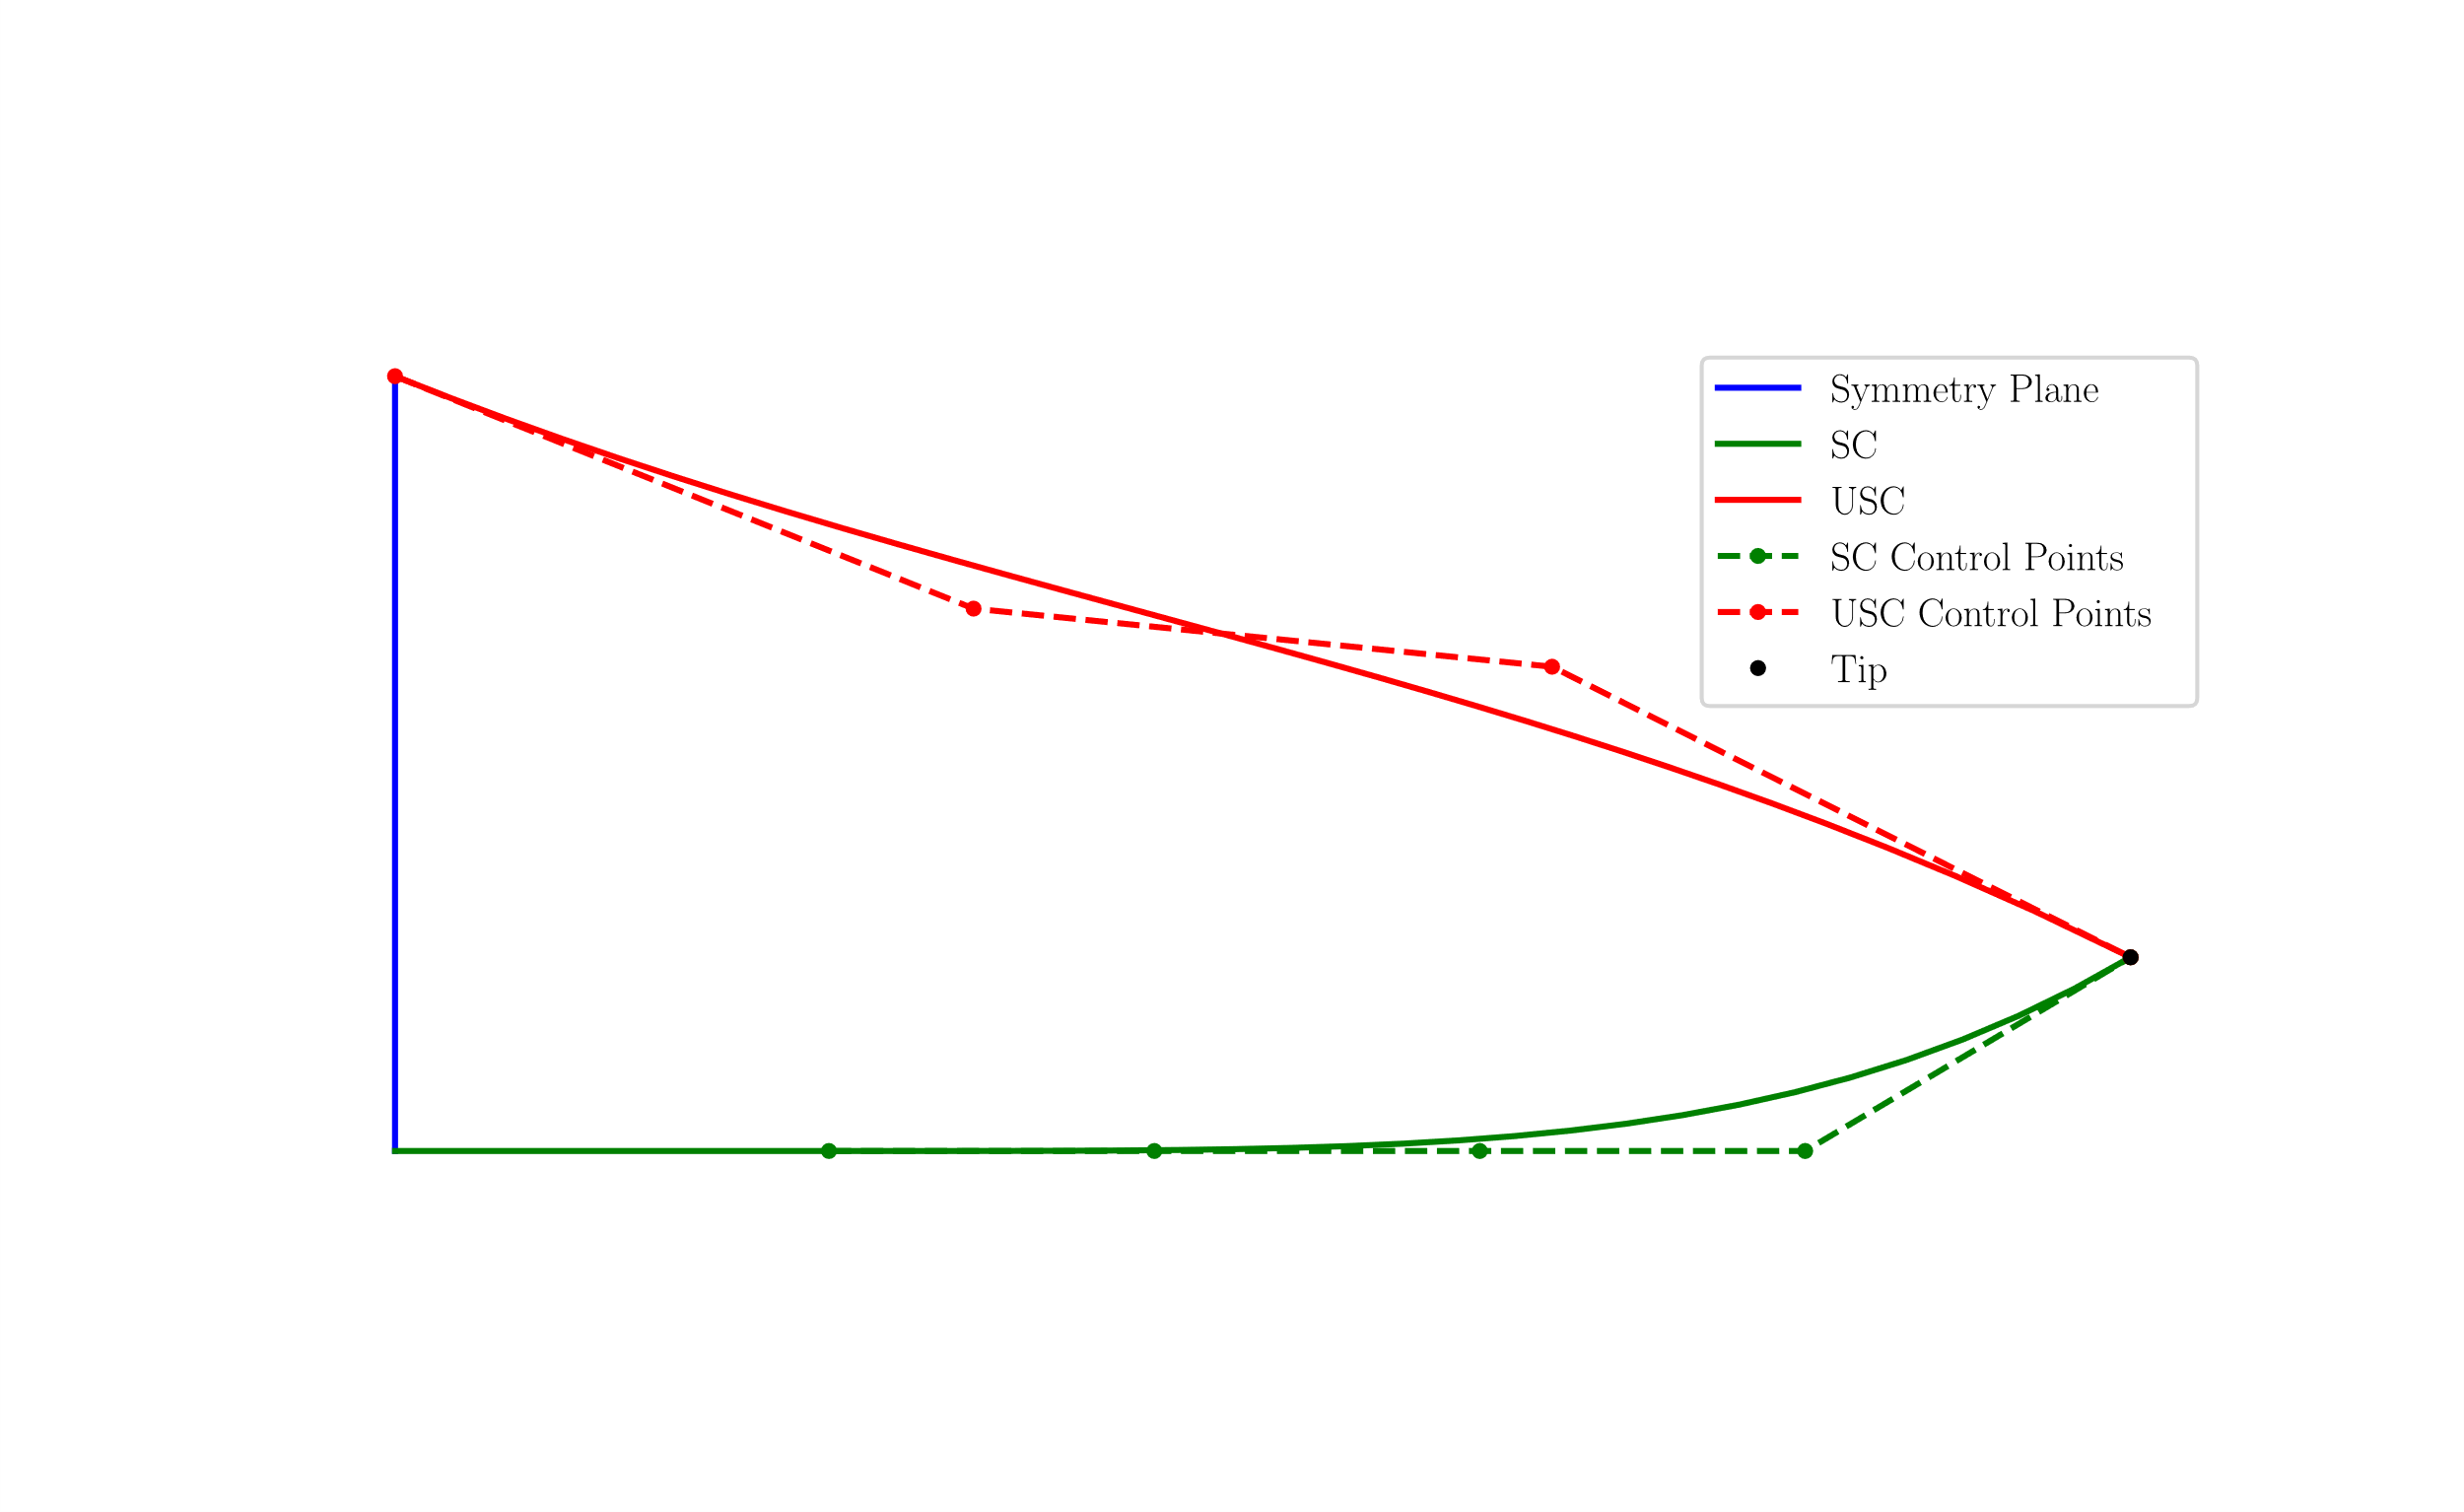 Symmetry Plane
SC
USC
SC Control Points
USC Control Points
Tip